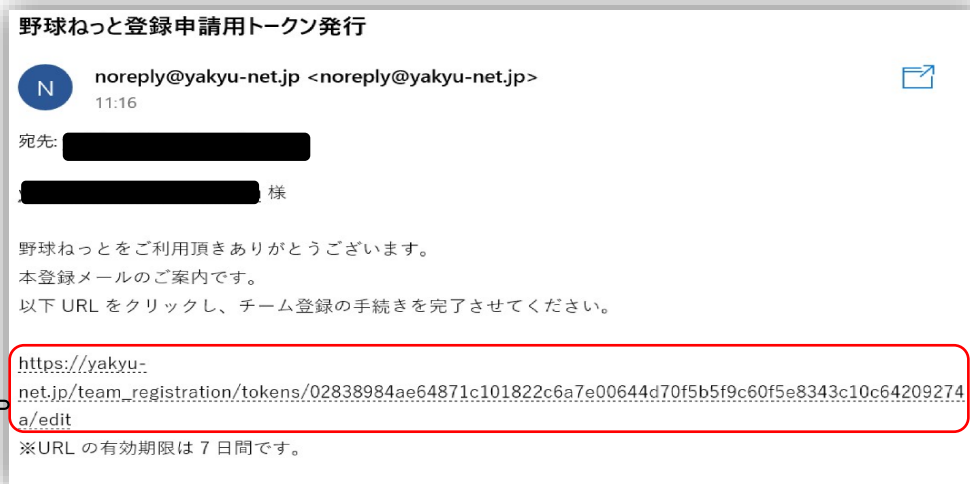 野球ねっと登録申請用トークン発行
N
noreply@yakyu-net.jp <noreply@yakyu-net.jp>
11:16
宛先:
様
野球ねっとをご利用頂きありがとうございます。
本登録メールのご案内です。
以下 URL をクリックし、チーム登録の手続きを完了させてください。
https://yakyu-
net.jp/team_registration/tokens/02838984ae64871c101822c6a7e00644d70f5b5f9c60f5e8343c10c64209274
a/edit
※URL の有効期限は 7 日間です。